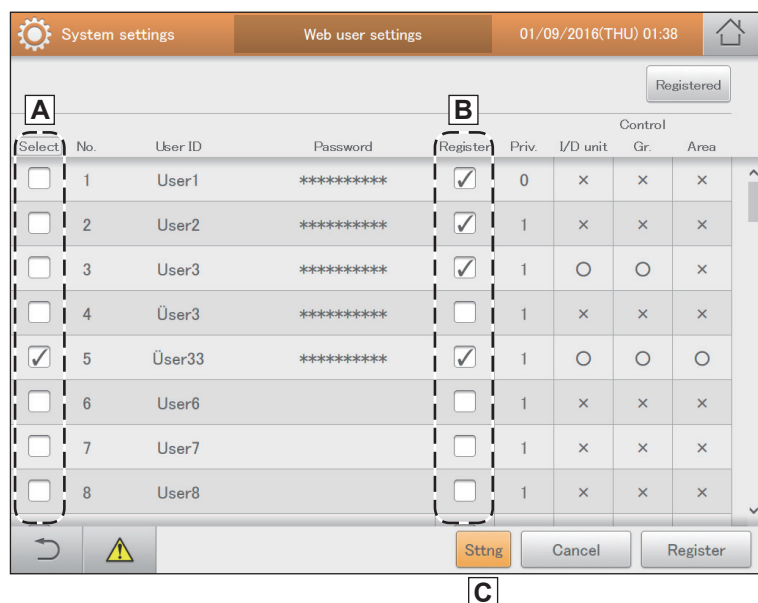 System settings Web user settings 01/09/2016(THU) 01:38
Registered
A B
Control
Select No. User ID Password Register Priv. I/D unit Gr. Area
1 User1 ********** ✓ 0 × × ×
2 User2 ********** ✓ 1 × × ×
3 User3 ********** ✓ 1 ○ ○ ×
4 Üser3 ********** 1 × × ×
✓ 5 Üser33 ********** ✓ 1 ○ ○ ○
6 User6 1 × × ×
7 User7 1 × × ×
8 User8 1 × × ×
Sttng Cancel Register
C